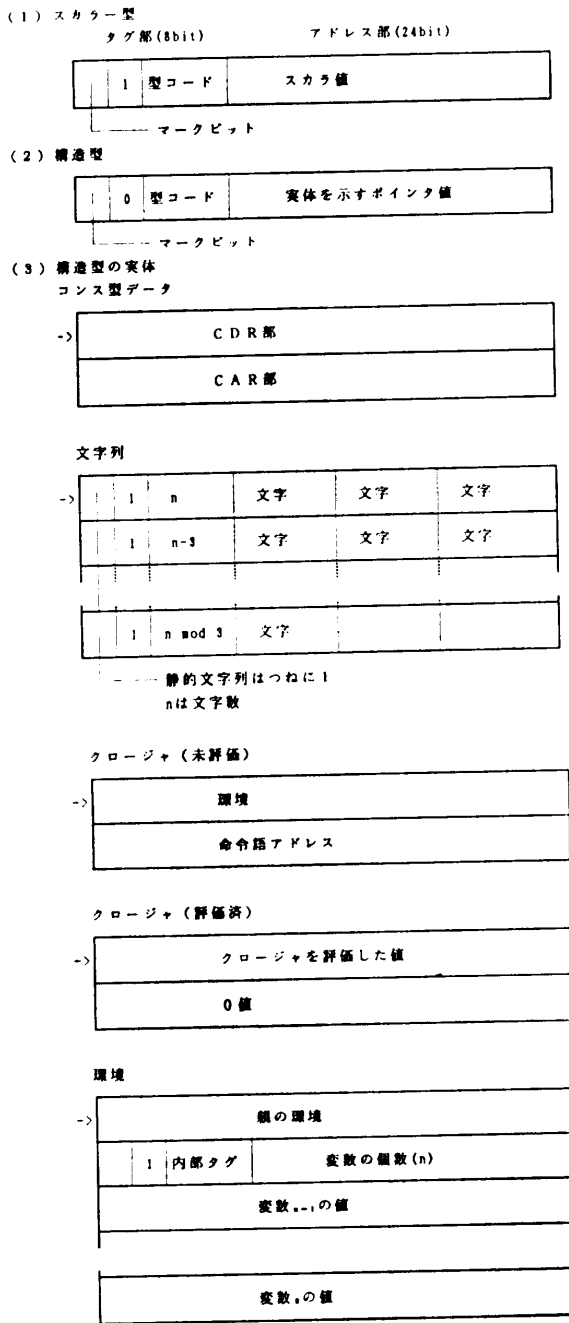 (1)スカラー型
タグ部(8bit) アドレス部(24bit)
1 型コード スカラ値
マークビット
(2)構造型
0 型コード 実体を示すポインタ値
マークビット
(3)構造型の実体
コンス型データ
-> CDR部
CAR部
文字列
-> 1 n 文字 文字 文字
1 n-3 文字 文字 文字
1 n mod 3 文字
静的文字列はつねに1
nは文字数
クロージャ(未評価)
-> 環境
命令語アドレス
クロージャ(評価済)
-> クロージャを評価した値
0値
環境
-> 親の環境
1 内部タグ 変数の個数(n)
変数ₙ₋₁の値
変数₀の値